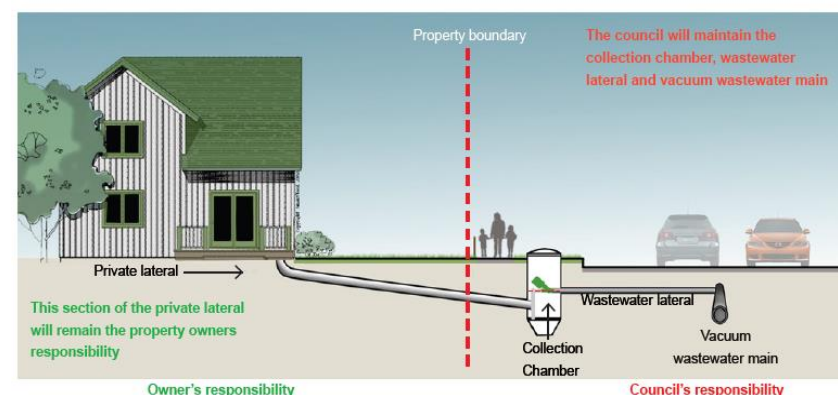 Property boundary
The council will maintain the
collection chamber, wastewater
lateral and vacuum wastewater main
Private lateral
This section of the private lateral
will remain the property owners
responsibility
Wastewater lateral
Collection
Chamber
Vacuum
wastewater main
Owner's responsibility
Council's responsibility